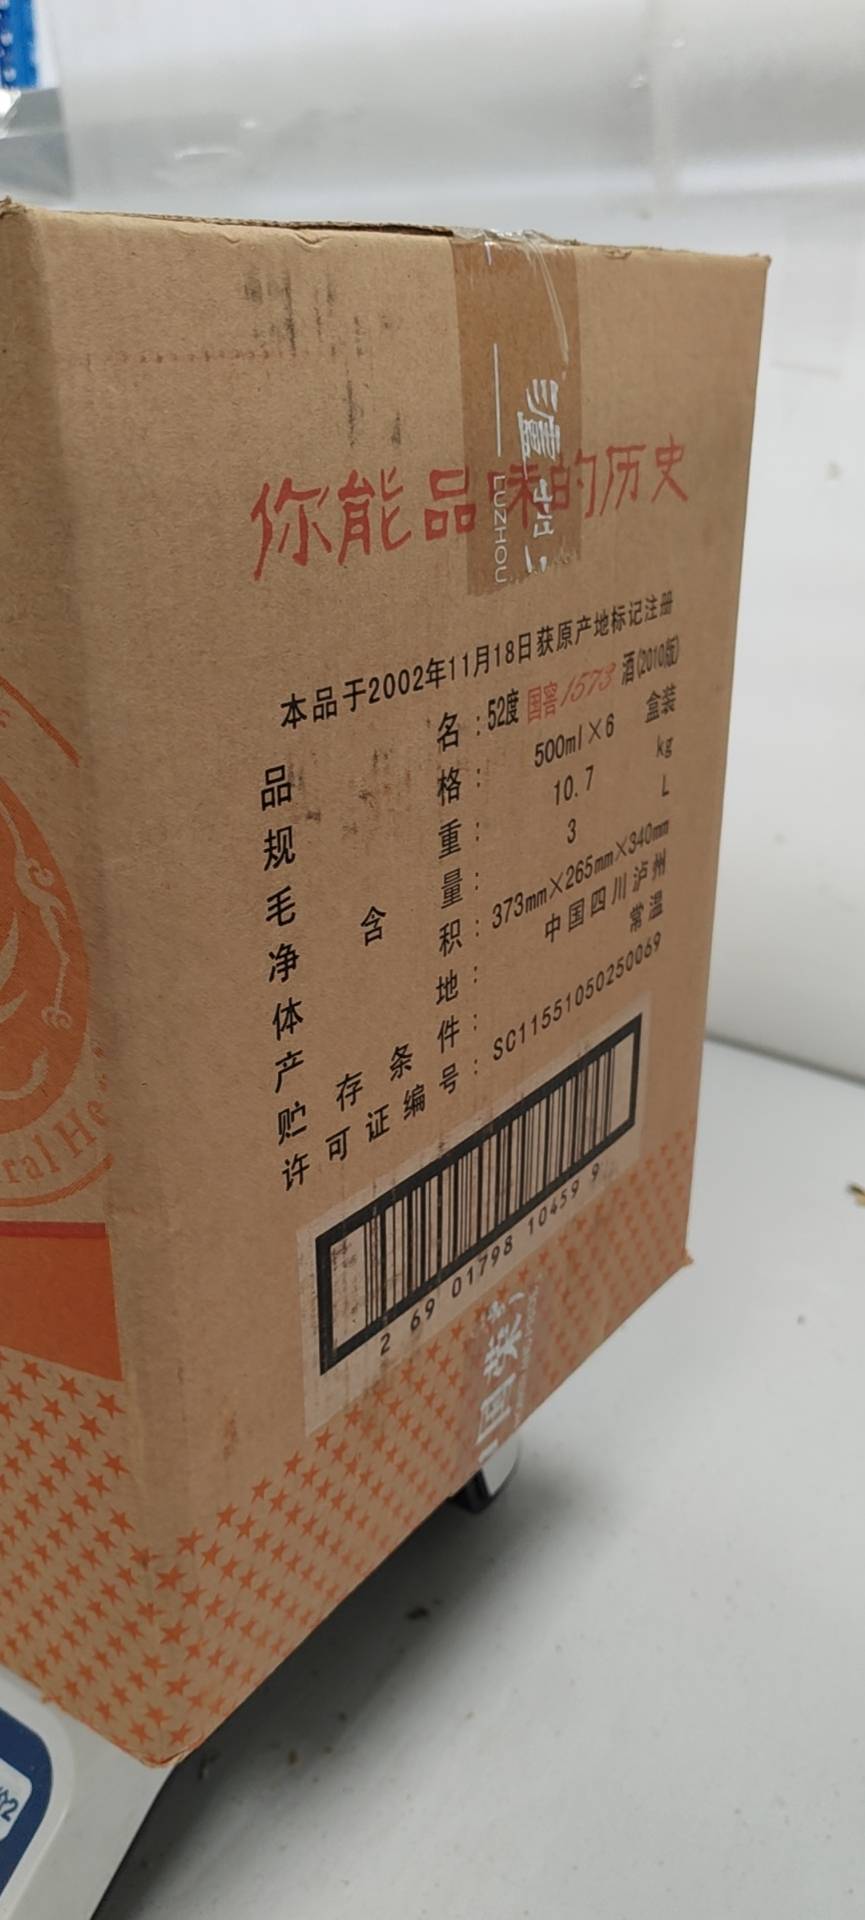 你能品味的历史
LUZHOU
本品于2002年11月18日获原产地标记注册
品名:52度国窖1573酒(2010版)
规格:500ml×6 盒装
毛重:10.7 kg
净含量:3 L
体积:373mm×265mm×340mm
产地:中国四川泸州
贮存条件:常温
许可证编号:SC11551050250069
2 69 01798 10459 9